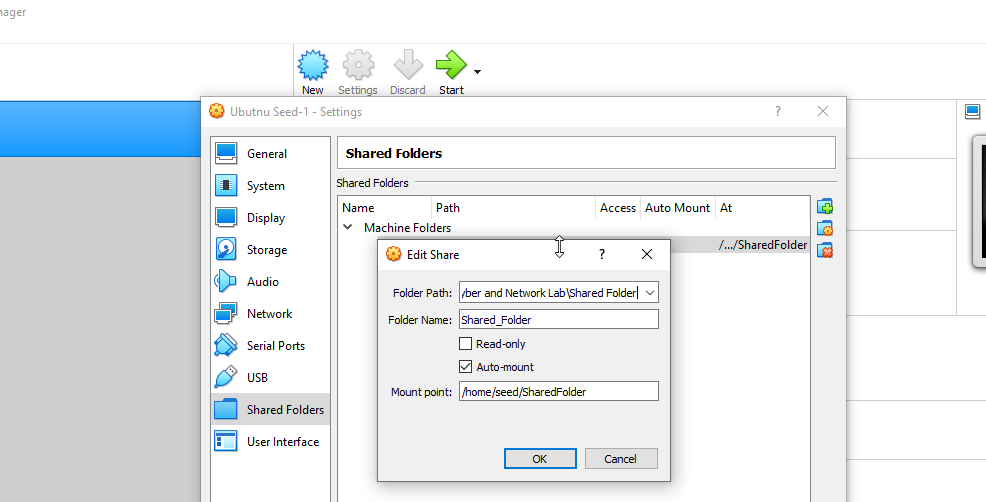 nager
New Settings Discard Start
Ubutnu Seed-1 - Settings ?
General
System
Display
Storage
Audio
Network
Serial Ports
USB
Shared Folders
User Interface
Shared Folders
Shared Folders
Name Path Access Auto Mount At
Machine Folders
/.../SharedFolder
Edit Share ?
Folder Path: /ber and Network Lab\Shared Folder
Folder Name: Shared_Folder
Read-only
Auto-mount
Mount point: /home/seed/SharedFolder
OK Cancel